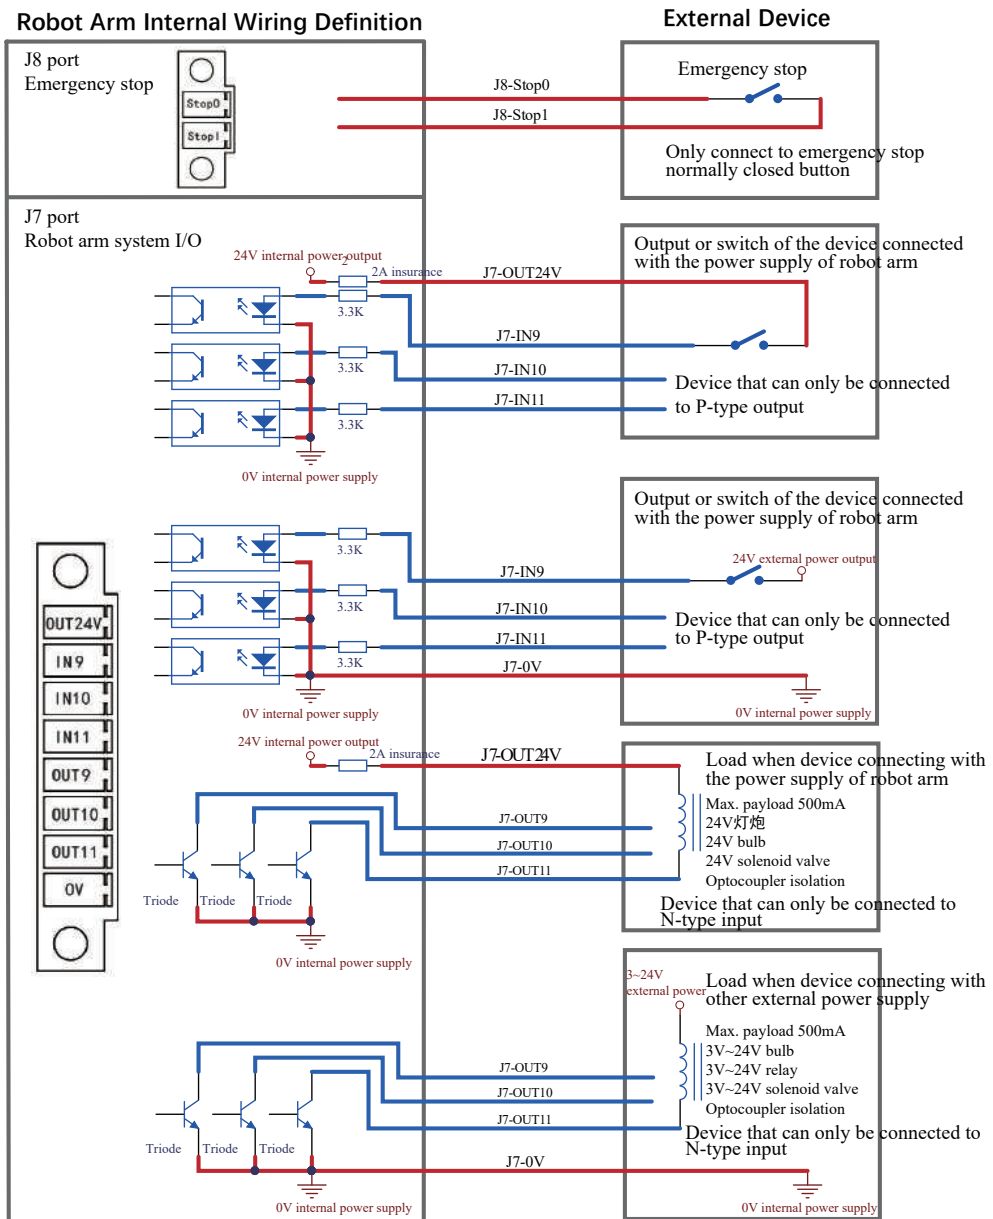 Robot Arm Internal Wiring Definition
External Device
J8 port
Emergency stop
Stop0
Stop1
J8-Stop0
J8-Stop1
Emergency stop
Only connect to emergency stop
normally closed button
J7 port
Robot arm system I/O
24V internal power output
2
2A insurance
3.3K
3.3K
3.3K
0V internal power supply
J7-OUT24V
J7-IN9
J7-IN10
J7-IN11
Output or switch of the device connected
with the power supply of robot arm
Device that can only be connected
to P-type output
3.3K
3.3K
3.3K
0V internal power supply
J7-IN9
J7-IN10
J7-IN11
J7-0V
Output or switch of the device connected
with the power supply of robot arm
24V external power output
Device that can only be connected
to P-type output
0V internal power supply
OUT24V
IN9
IN10
IN11
OUT9
OUT10
OUT11
0V
24V internal power output
2A insurance
Triode
Triode
Triode
0V internal power supply
J7-OUT24V
J7-OUT9
J7-OUT10
J7-OUT11
Load when device connecting with
the power supply of robot arm
Max. payload 500mA
24V灯炮
24V bulb
24V solenoid valve
Optocoupler isolation
Device that can only be connected to
N-type input
Triode
Triode
Triode
0V internal power supply
J7-OUT9
J7-OUT10
J7-OUT11
J7-0V
3~24V
external power
Load when device connecting with
other external power supply
Max. payload 500mA
3V~24V bulb
3V~24V relay
3V~24V solenoid valve
Optocoupler isolation
Device that can only be connected to
N-type input
0V internal power supply